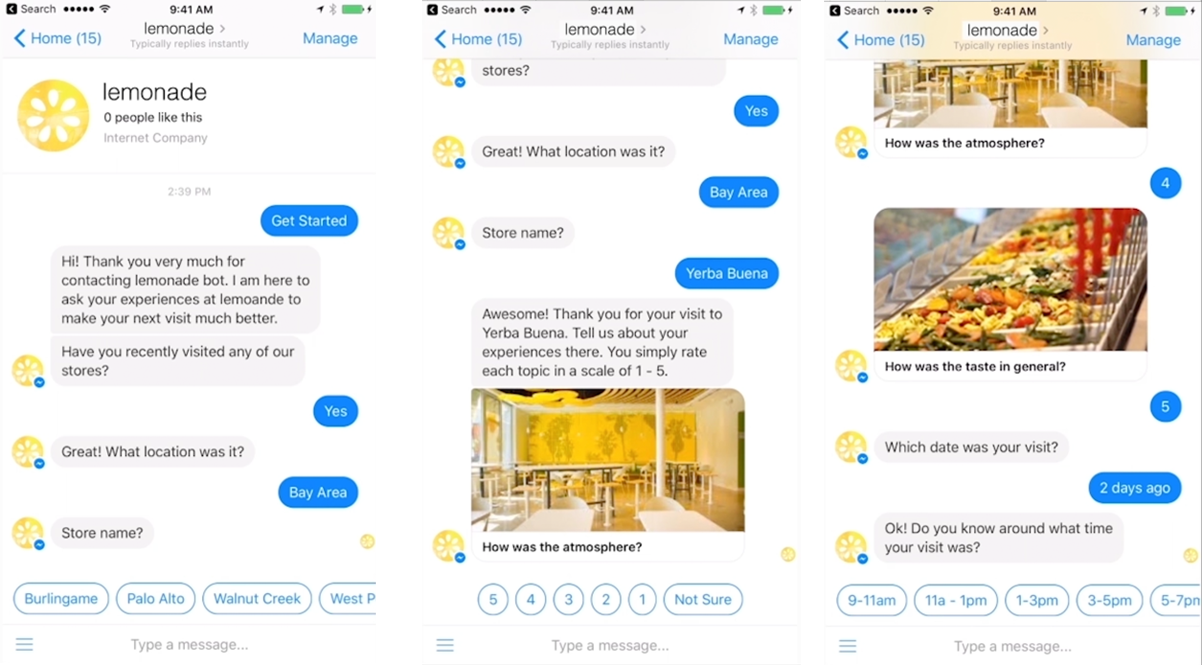 Search 9:41 AM
Home (15) lemonade > Manage
Typically replies instantly
lemonade
0 people like this
Internet Company
2:39 PM
Get Started
Hi! Thank you very much for
contacting lemonade bot. I am here to
ask your experiences at lemoande to
make your next visit much better.
Have you recently visited any of our
stores?
Yes
Great! What location was it?
Bay Area
Store name?
Burlingame Palo Alto Walnut Creek West P
Type a message...
Search 9:41 AM
Home (15) lemonade > Manage
Typically replies instantly
stores?
Yes
Great! What location was it?
Bay Area
Store name?
Yerba Buena
Awesome! Thank you for your visit to
Yerba Buena. Tell us about your
experiences there. You simply rate
each topic in a scale of 1 - 5.
How was the atmosphere?
5 4 3 2 1 Not Sure
Type a message...
Search 9:41 AM
Home (15) lemonade > Manage
Typically replies instantly
How was the atmosphere?
4
How was the taste in general?
5
Which date was your visit?
2 days ago
Ok! Do you know around what time
your visit was?
9-11am 11a - 1pm 1-3pm 3-5pm 5-7pm
Type a message...